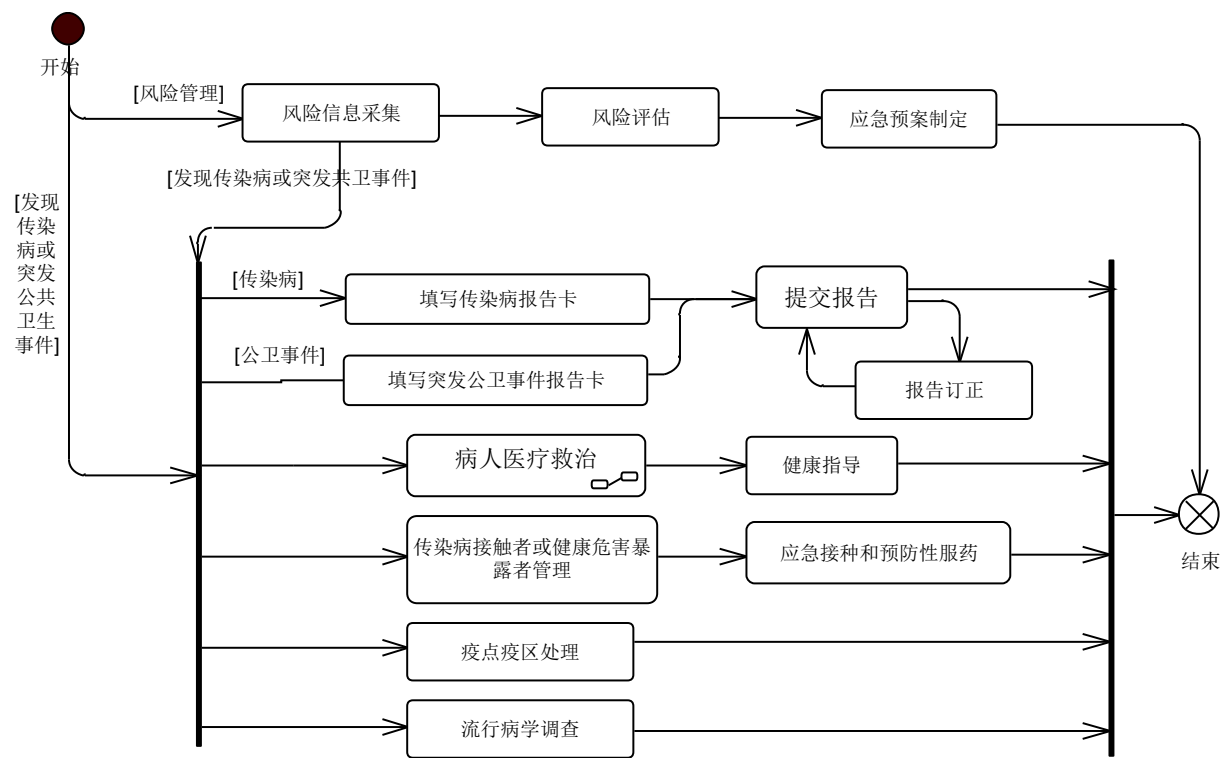 开始
[风险管理]
风险信息采集
风险评估
应急预案制定
[发现传染病或突发共卫事件]
[发现
传染
病或
突发
公共
卫生
事件]
[传染病]
填写传染病报告卡
提交报告
[公卫事件]
填写突发公卫事件报告卡
报告订正
病人医疗救治
健康指导
传染病接触者或健康危害暴
露者管理
应急接种和预防性服药
结束
疫点疫区处理
流行病学调查